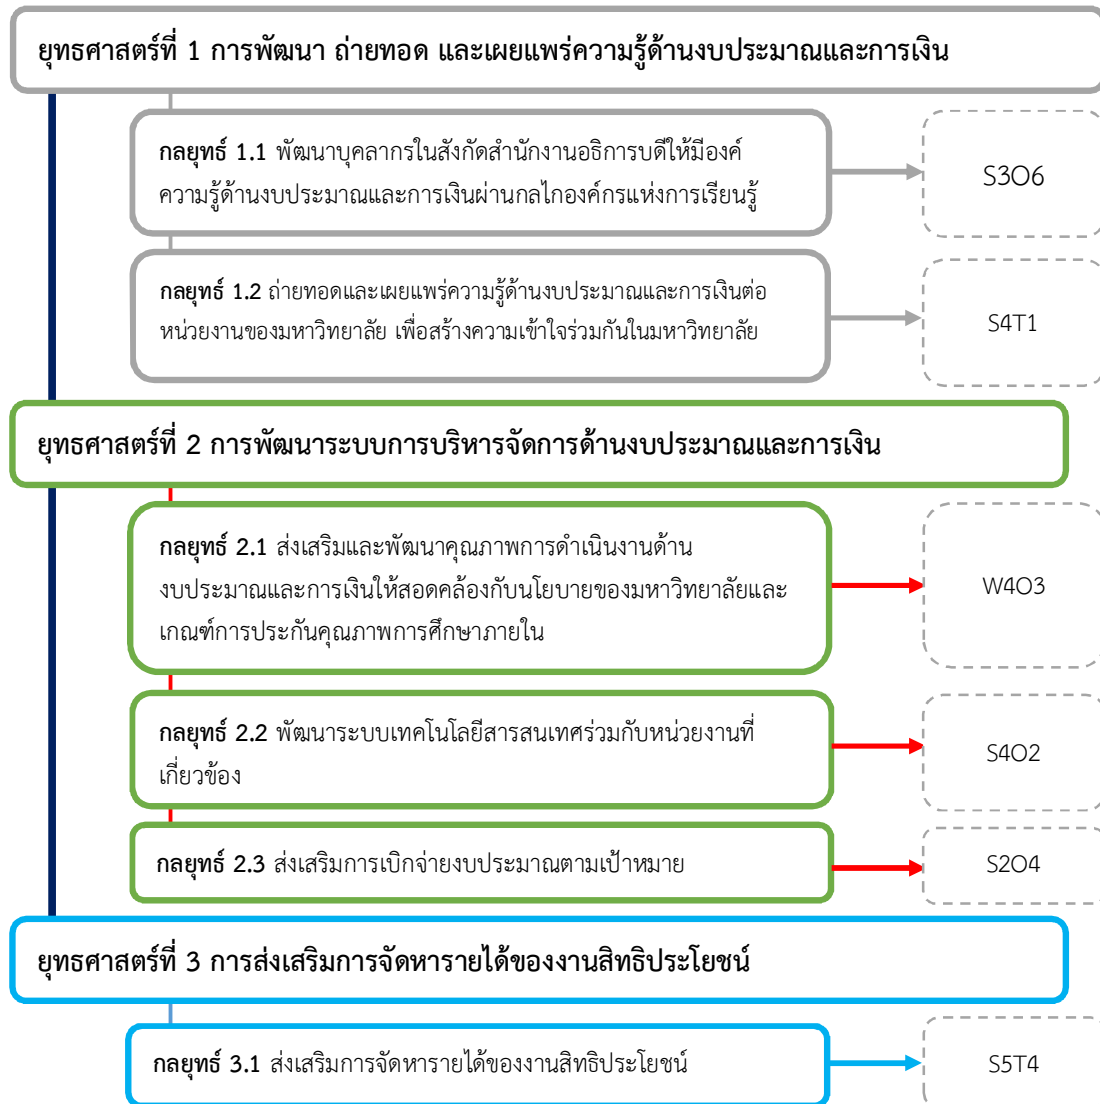 ยุทธศาสตร์ที่ 1 การพัฒนา ถ่ายทอด และเผยแพร่ความรู้ด้านงบประมาณและการเงิน
กลยุทธ์ 1.1 พัฒนาบุคลากรในสังกัดสำนักงานอธิการบดีให้มีองค์
ความรู้ด้านงบประมาณและการเงินผ่านกลไกองค์กรแห่งการเรียนรู้
S3O6
กลยุทธ์ 1.2 ถ่ายทอดและเผยแพร่ความรู้ด้านงบประมาณและการเงินต่อ
หน่วยงานของมหาวิทยาลัย เพื่อสร้างความเข้าใจร่วมกันในมหาวิทยาลัย
S4T1
ยุทธศาสตร์ที่ 2 การพัฒนาระบบการบริหารจัดการด้านงบประมาณและการเงิน
กลยุทธ์ 2.1 ส่งเสริมและพัฒนาคุณภาพการดำเนินงานด้าน
งบประมาณและการเงินให้สอดคล้องกับนโยบายของมหาวิทยาลัยและ
เกณฑ์การประกันคุณภาพการศึกษาภายใน
W4O3
กลยุทธ์ 2.2 พัฒนาระบบเทคโนโลยีสารสนเทศร่วมกับหน่วยงานที่
เกี่ยวข้อง
S4O2
กลยุทธ์ 2.3 ส่งเสริมการเบิกจ่ายงบประมาณตามเป้าหมาย
S2O4
ยุทธศาสตร์ที่ 3 การส่งเสริมการจัดหารายได้ของงานสิทธิประโยชน์
กลยุทธ์ 3.1 ส่งเสริมการจัดหารายได้ของงานสิทธิประโยชน์
S5T4